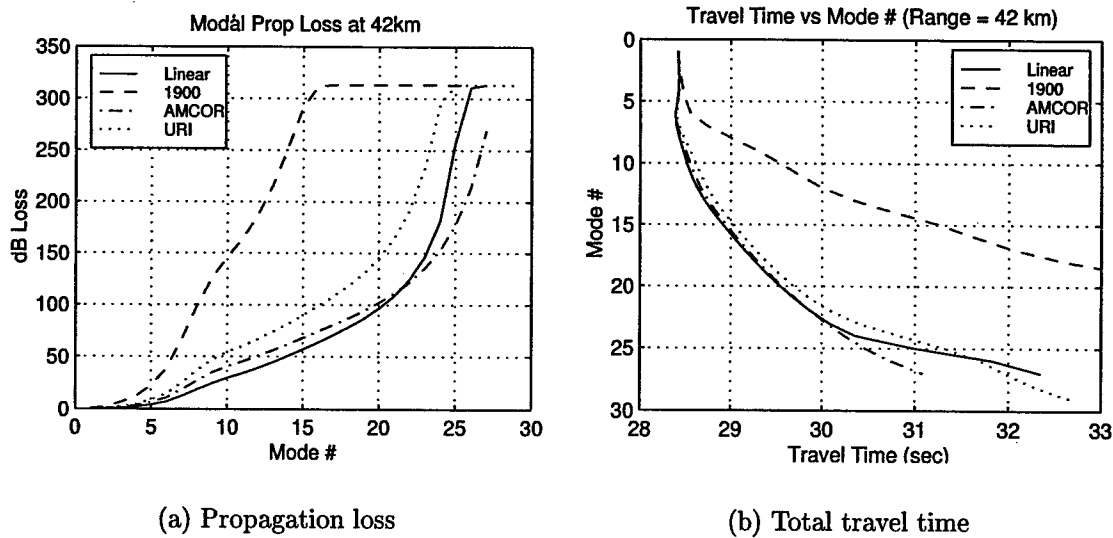 Modal Prop Loss at 42km
350
300
250
200
150
100
50
0
dB Loss
Linear
1900
AMCOR
URI
0 5 10 15 20 25 30
Mode #
(a) Propagation loss
Travel Time vs Mode # (Range = 42 km)
0
5
10
15
20
25
30
Mode #
Linear
1900
AMCOR
URI
28 29 30 31 32 33
Travel Time (sec)
(b) Total travel time